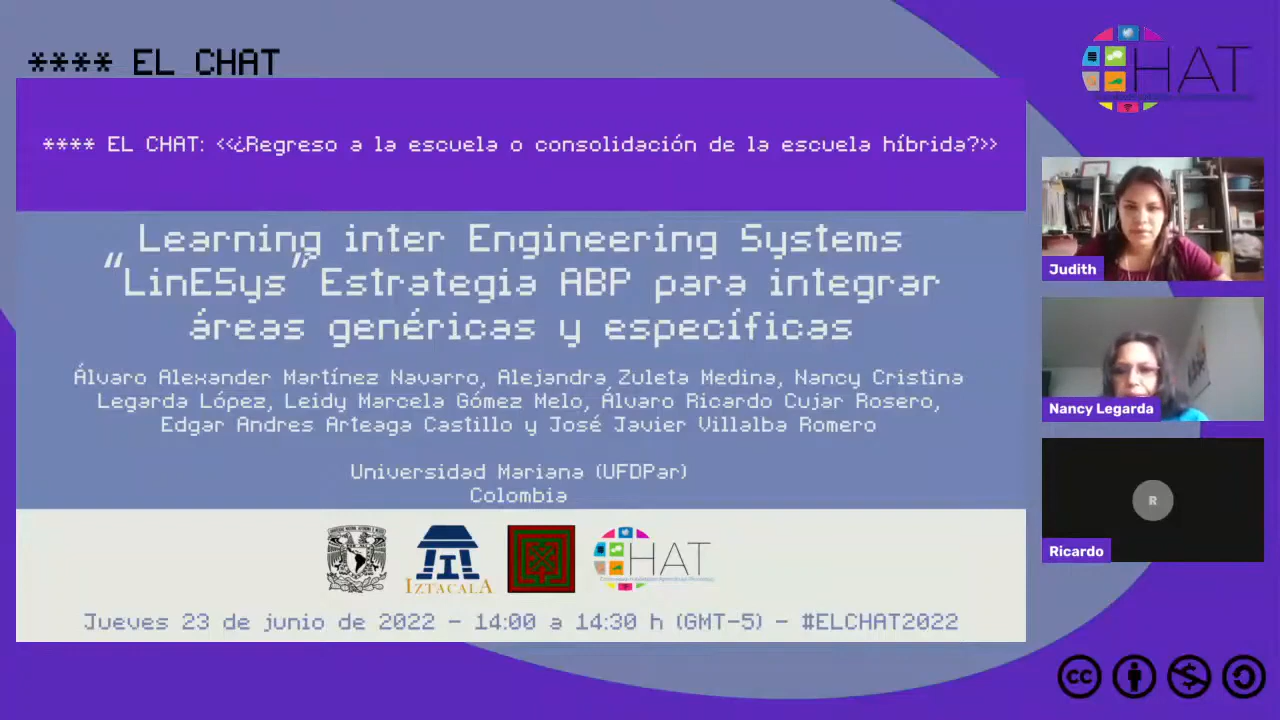 **** EL CHAT
HAT
**** EL CHAT: <<¿Regreso a la escuela o consolidación de la escuela híbrida?>>
Learning inter Engineering Systems
“LinESys” Estrategia ABP para integrar
áreas genéricas y específicas
Álvaro Alexander Martínez Navarro, Alejandra Zuleta Medina, Nancy Cristina
Legarda López, Leidy Marcela Gómez Melo, Álvaro Ricardo Cujar Rosero,
Edgar Andres Arteaga Castillo y José Javier Villalba Romero
Universidad Mariana (UFDPar)
Colombia
IZTACALA
HAT
Jueves 23 de junio de 2022 – 14:00 a 14:30 h (GMT-5) – #ELCHAT2022
Judith
Nancy Legarda
R
Ricardo
cc